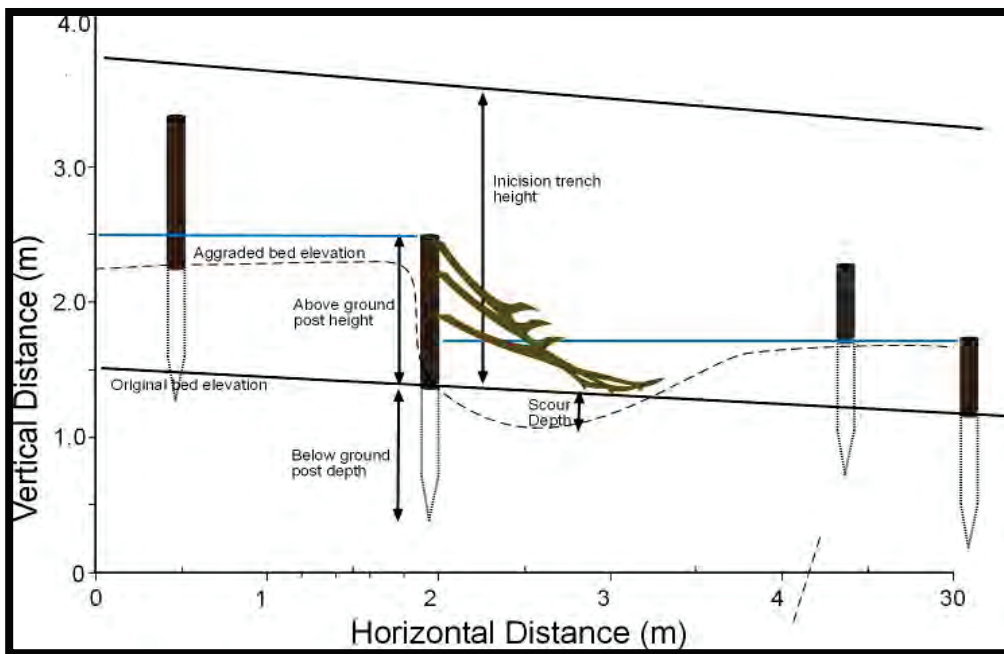 4.0
3.0
2.0
1.0
0
Vertical Distance (m)
Inicision trench
height
Aggraded bed elevation
Above ground
post height
Original bed elevation
Scour
Depth
Below ground
post depth
0
1
2
3
4
30
Horizontal Distance (m)